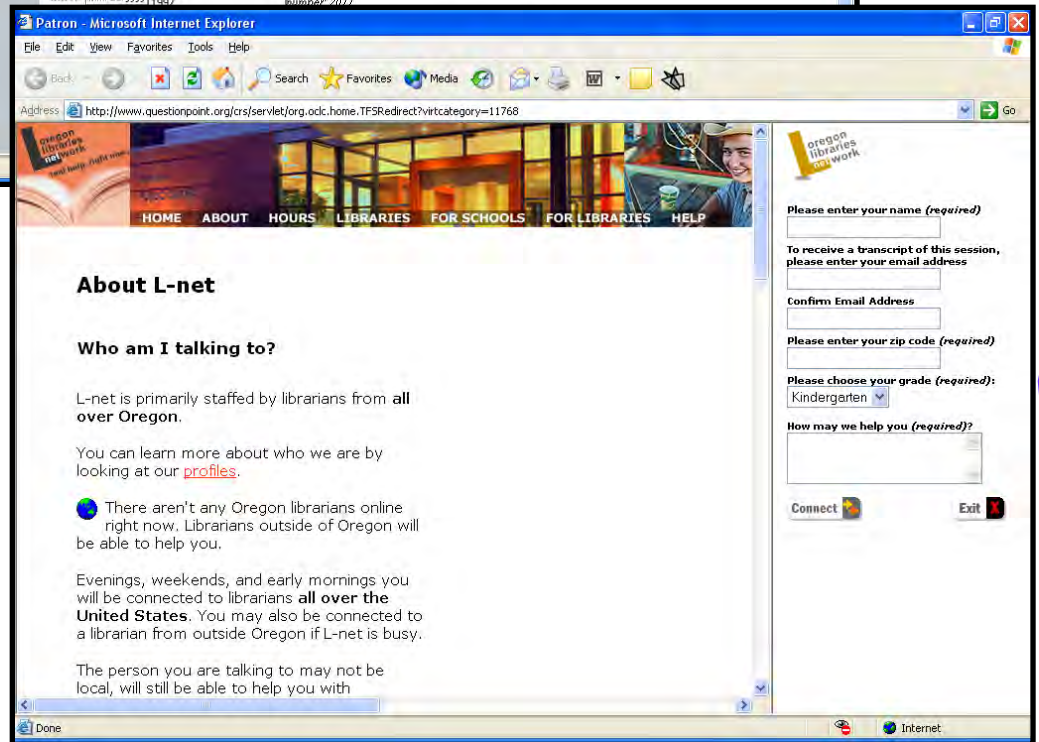 number: 2077
Patron - Microsoft Internet Explorer
File Edit View Favorites Tools Help
Back Search Favorites Media
Address http://www.questionpoint.org/crs/servlet/org.oclc.home.TFSRedirect?virtcategory=11768 Go
oregon
libraries
network
real help. right now
HOME ABOUT HOURS LIBRARIES FOR SCHOOLS FOR LIBRARIES HELP
About L-net
Who am I talking to?
L-net is primarily staffed by librarians from all
over Oregon.
You can learn more about who we are by
looking at our profiles.
There aren't any Oregon librarians online
right now. Librarians outside of Oregon will
be able to help you.
Evenings, weekends, and early mornings you
will be connected to librarians all over the
United States. You may also be connected to
a librarian from outside Oregon if L-net is busy.
The person you are talking to may not be
local, will still be able to help you with
oregon
libraries
network
Please enter your name (required)
To receive a transcript of this session,
please enter your email address
Confirm Email Address
Please enter your zip code (required)
Please choose your grade (required):
Kindergarten
How may we help you (required)?
Connect Exit X
Done Internet